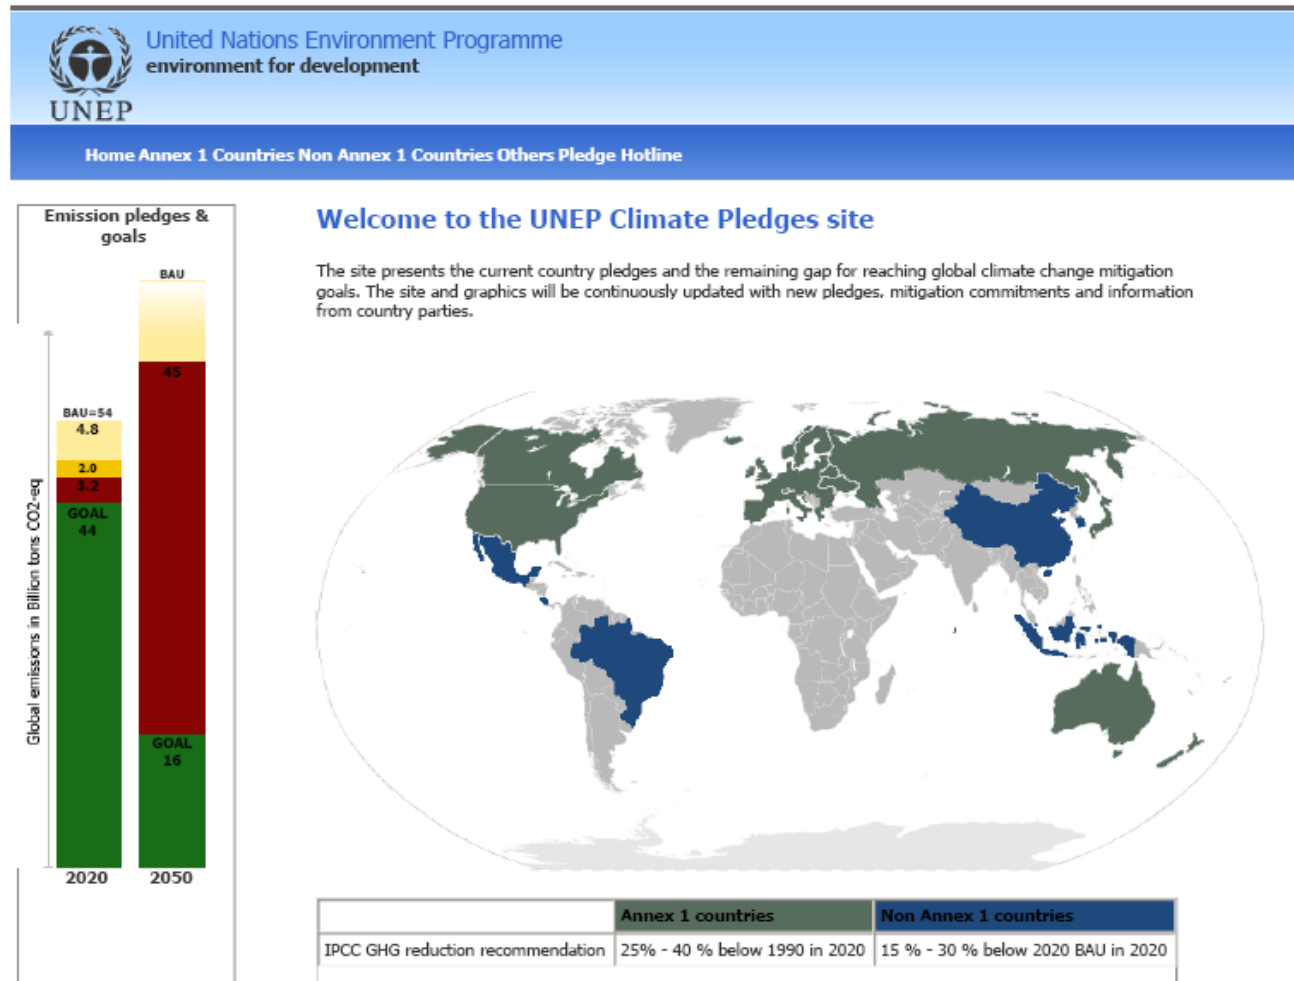 United Nations Environment Programme
environment for development
UNEP
Home Annex 1 Countries Non Annex 1 Countries Others Pledge Hotline
Emission pledges &
goals
BAU
45
BAU=54
4.8
2.0
3.2
GOAL
44
GOAL
16
Global emissions in Billion tons CO2-eq
2020
2050
Welcome to the UNEP Climate Pledges site
The site presents the current country pledges and the remaining gap for reaching global climate change mitigation
goals. The site and graphics will be continuously updated with new pledges, mitigation commitments and information
from country parties.
Annex 1 countries
Non Annex 1 countries
IPCC GHG reduction recommendation
25% - 40 % below 1990 in 2020
15 % - 30 % below 2020 BAU in 2020